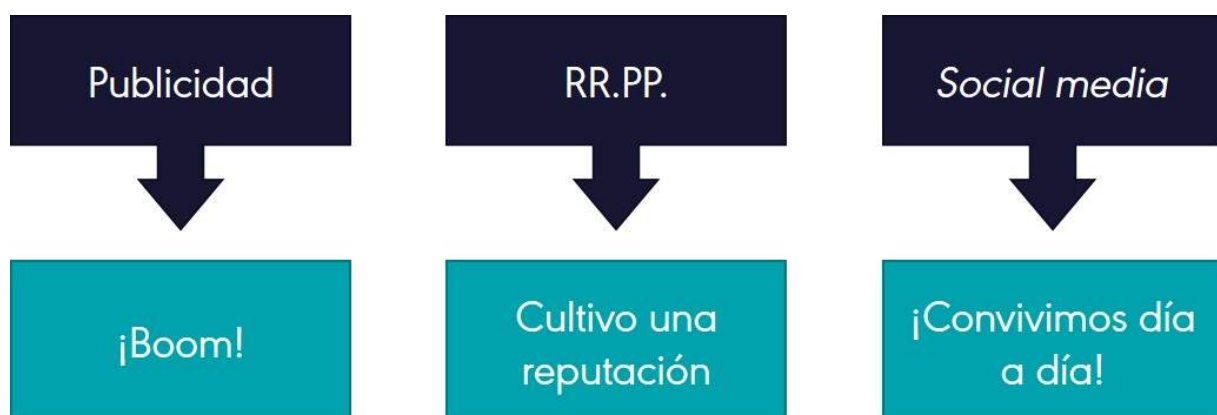 Publicidad
RR.PP.
Social media
¡Boom!
Cultivo una
reputación
¡Convivimos día
a día!